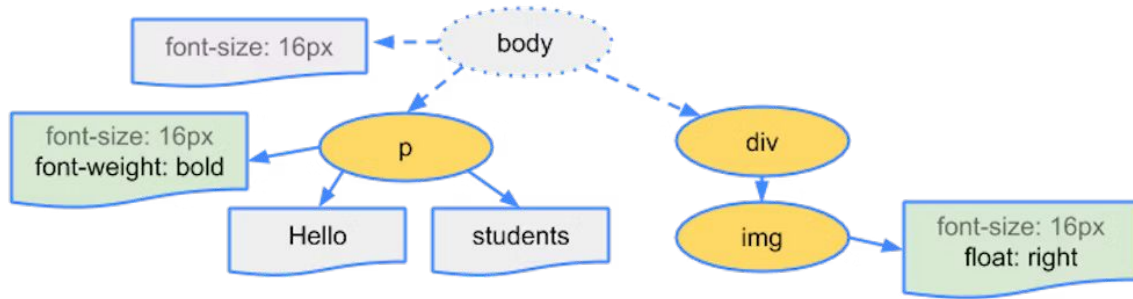 body
font-size: 16px
font-size: 16px
font-weight: bold
p
div
Hello
students
img
font-size: 16px
float: right